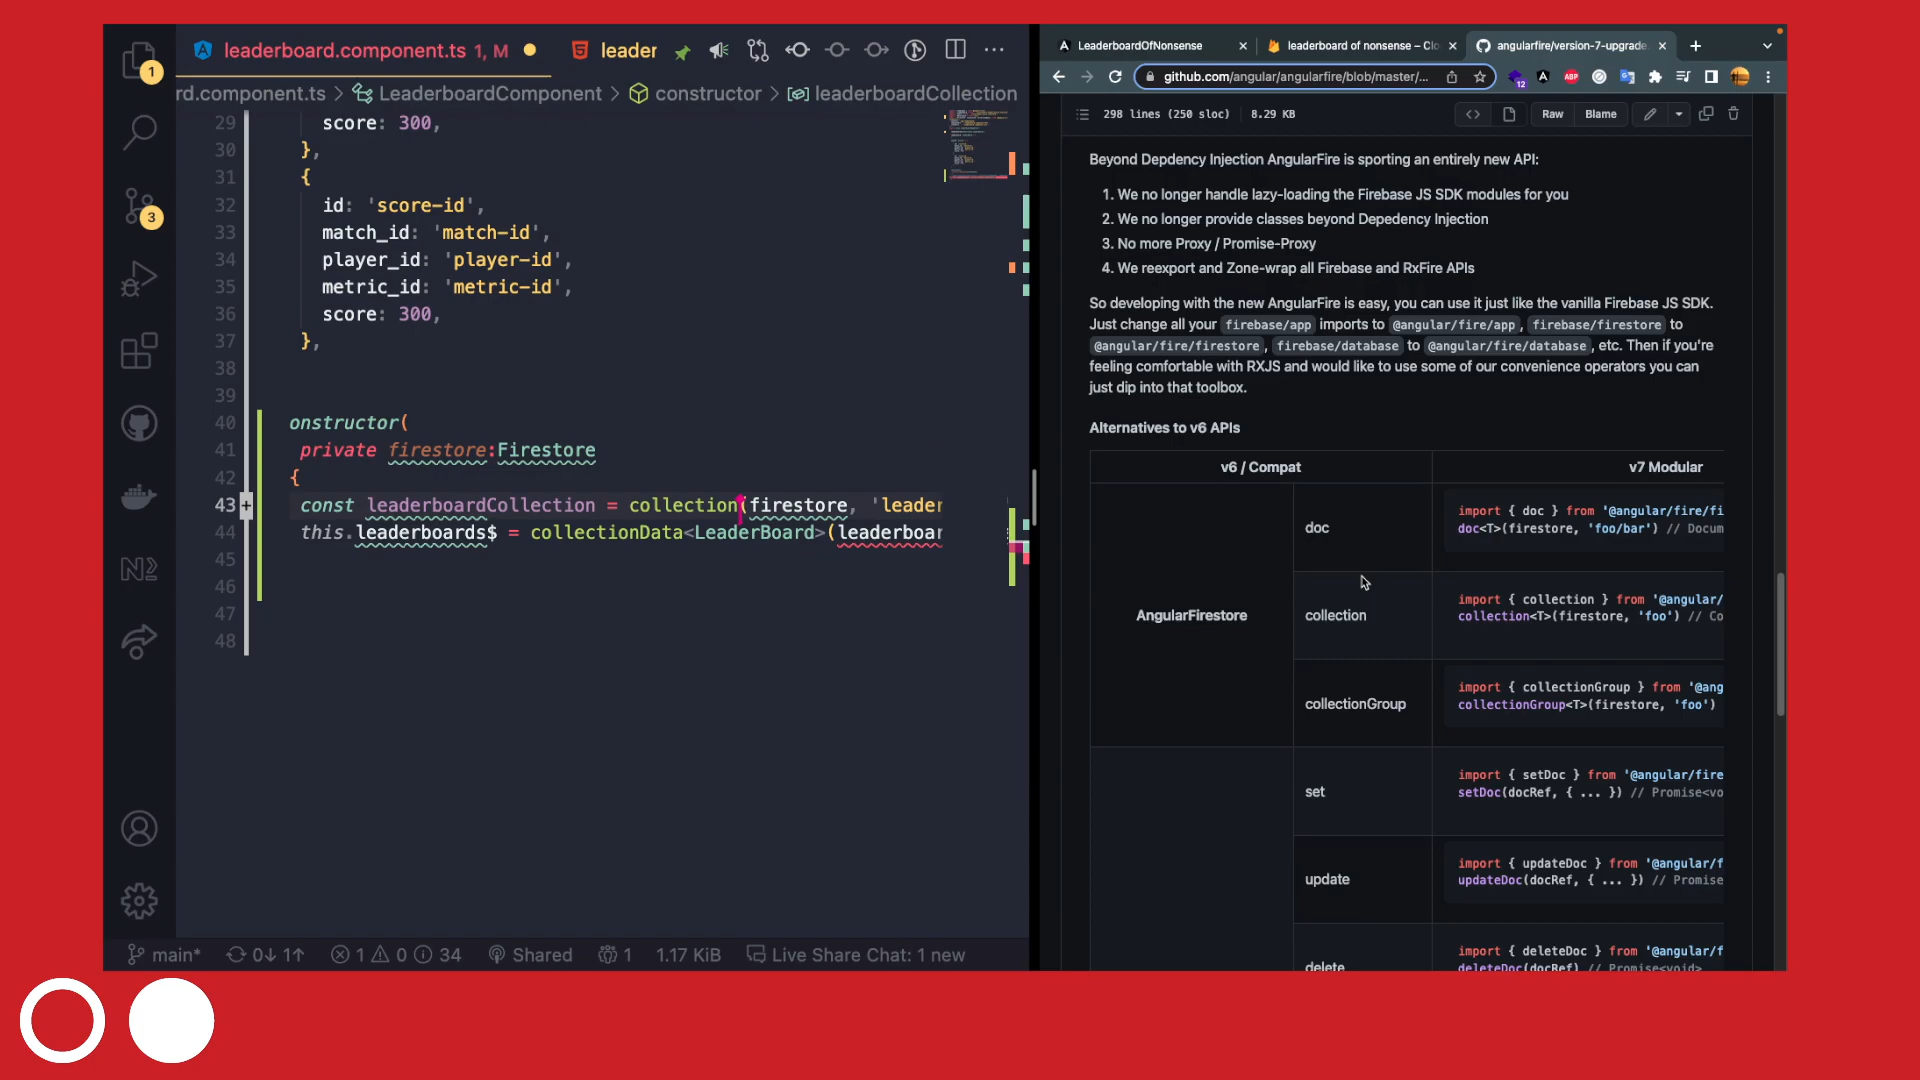 1
3
leaderboard.component.ts 1, M
leader
rd.component.ts > LeaderboardComponent > constructor > leaderboardCollection
29 score: 300,
30 },
31 {
32 id: 'score-id',
33 match_id: 'match-id',
34 player_id: 'player-id',
35 metric_id: 'metric-id',
36 score: 300,
37 },
38
39
40 onstructor(
41 private firestore:Firestore
42 {
43 const leaderboardCollection = collection(firestore, 'leader
44 this.leaderboards$ = collectionData<LeaderBoard>(leaderboar
45
46
47
48
main* 0↓ 1↑ 1 0 34 Shared 1 1.17 KiB Live Share Chat: 1 new
LeaderboardOfNonsense
leaderboard of nonsense – Clo
angularfire/version-7-upgrade.
github.com/angular/angularfire/blob/master/...
12
ABP
298 lines (250 sloc) 8.29 KB
Raw
Blame
Beyond Depdency Injection AngularFire is sporting an entirely new API:
1. We no longer handle lazy-loading the Firebase JS SDK modules for you
2. We no longer provide classes beyond Depedency Injection
3. No more Proxy / Promise-Proxy
4. We reexport and Zone-wrap all Firebase and RxFire APIs
So developing with the new AngularFire is easy, you can use it just like the vanilla Firebase JS SDK.
Just change all your firebase/app imports to @angular/fire/app, firebase/firestore to
@angular/fire/firestore, firebase/database to @angular/fire/database, etc. Then if you're
feeling comfortable with RXJS and would like to use some of our convenience operators you can
just dip into that toolbox.
Alternatives to v6 APIs
v6 / Compat
v7 Modular
AngularFirestore
doc
import { doc } from '@angular/fire/fi
doc<T>(firestore, 'foo/bar') // Docum
collection
import { collection } from '@angular/
collection<T>(firestore, 'foo') // Co
collectionGroup
import { collectionGroup } from '@ang
collectionGroup<T>(firestore, 'foo')
set
import { setDoc } from '@angular/fire
setDoc(docRef, { ... }) // Promise<vo
update
import { updateDoc } from '@angular/f
updateDoc(docRef, { ... }) // Promise
delete
import { deleteDoc } from '@angular/f
deleteDoc(docRef) // Promise<void>